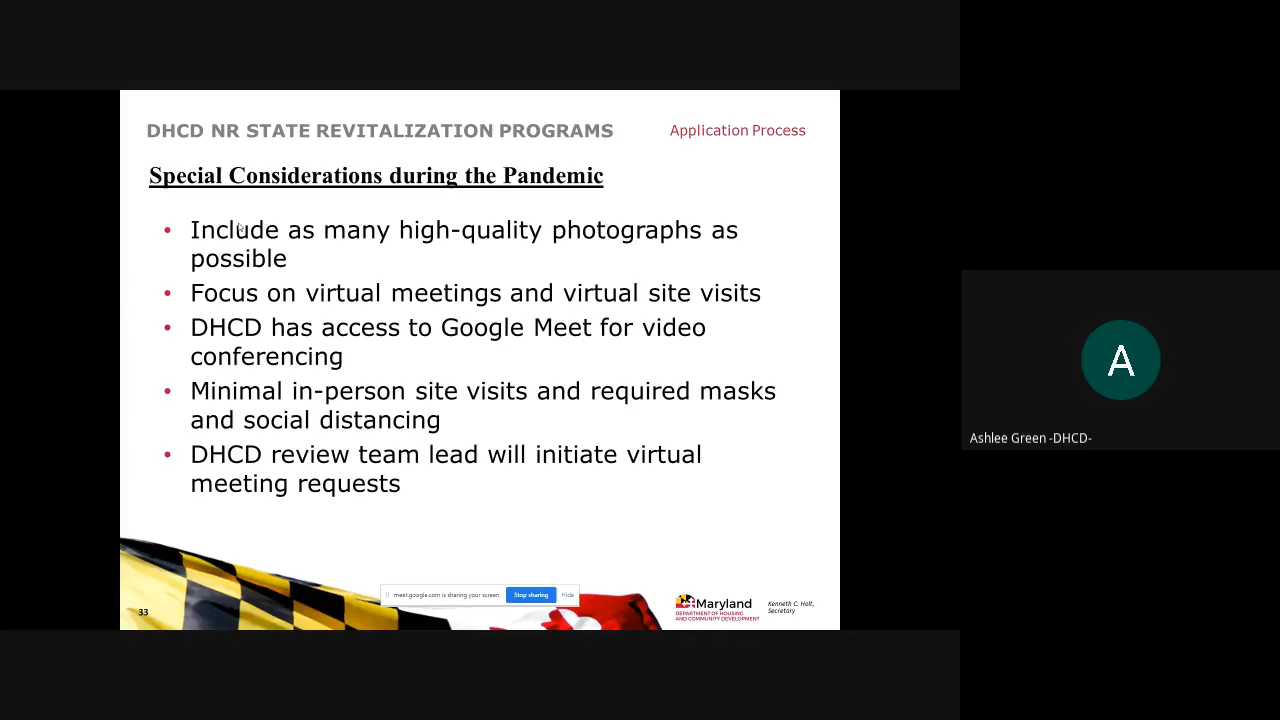 DHCD NR STATE REVITALIZATION PROGRAMS
Application Process
Special Considerations during the Pandemic
• Include as many high-quality photographs as
possible
• Focus on virtual meetings and virtual site visits
• DHCD has access to Google Meet for video
conferencing
• Minimal in-person site visits and required masks
and social distancing
• DHCD review team lead will initiate virtual
meeting requests
A
Ashlee Green -DHCD-
meet.google.com is sharing your screen.
Stop sharing
Hide
33
Maryland
DEPARTMENT OF HOUSING
AND COMMUNITY DEVELOPMENT
Kenneth C. Holt,
Secretary